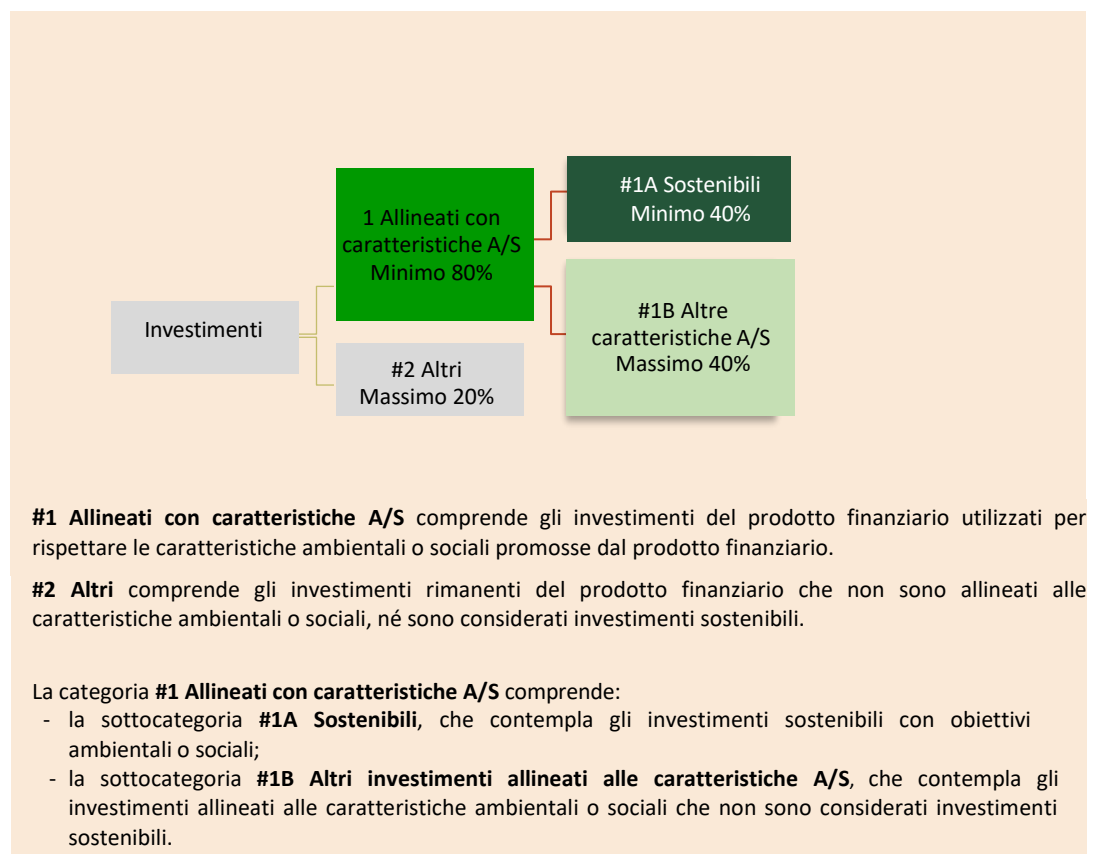 #1A Sostenibili
Minimo 40%
1 Allineati con
caratteristiche A/S
Minimo 80%
#1B Altre
caratteristiche A/S
Massimo 40%
Investimenti
#2 Altri
Massimo 20%
#1 Allineati con caratteristiche A/S comprende gli investimenti del prodotto finanziario utilizzati per
rispettare le caratteristiche ambientali o sociali promosse dal prodotto finanziario.
#2 Altri comprende gli investimenti rimanenti del prodotto finanziario che non sono allineati alle
caratteristiche ambientali o sociali, né sono considerati investimenti sostenibili.
La categoria #1 Allineati con caratteristiche A/S comprende:
- la sottocategoria #1A Sostenibili, che contempla gli investimenti sostenibili con obiettivi
ambientali o sociali;
- la sottocategoria #1B Altri investimenti allineati alle caratteristiche A/S, che contempla gli
investimenti allineati alle caratteristiche ambientali o sociali che non sono considerati investimenti
sostenibili.